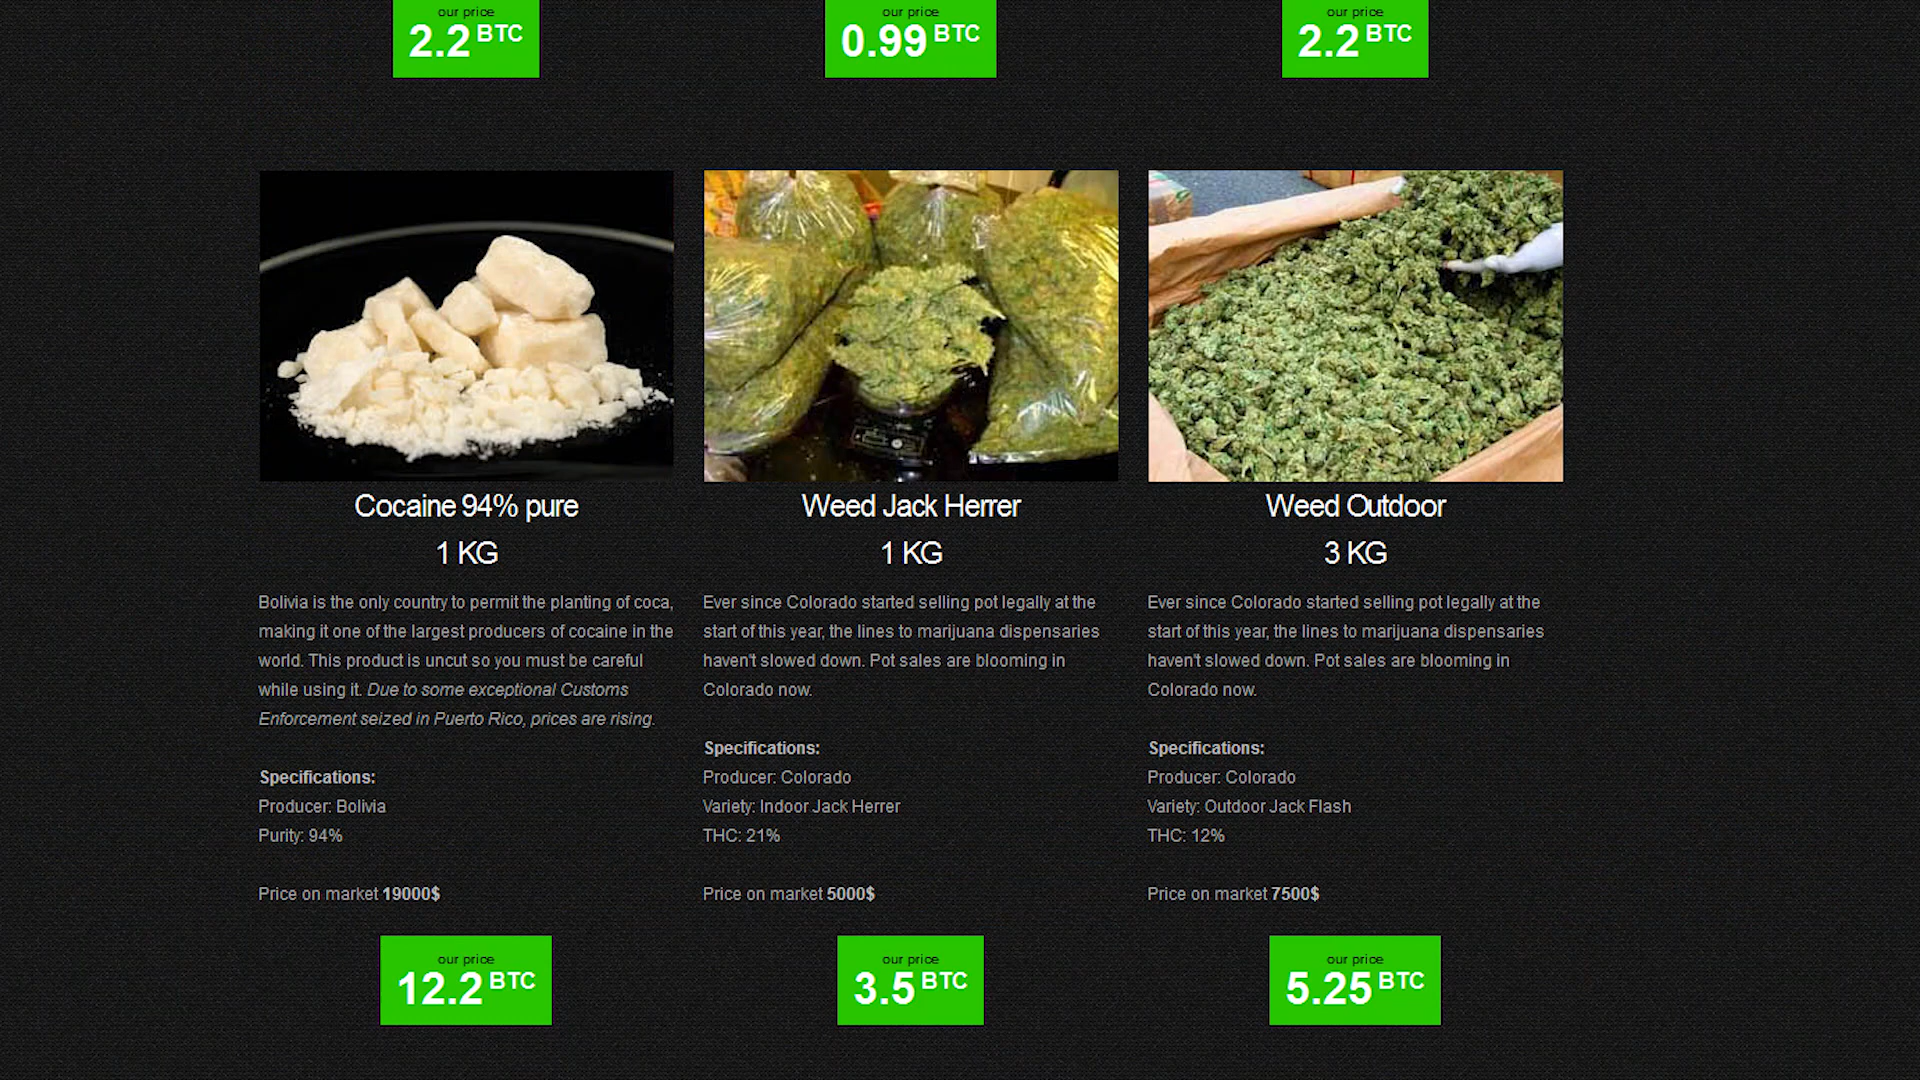 our price
2.2 BTC
our price
0.99 BTC
our price
2.2 BTC
Cocaine 94% pure
1 KG
Bolivia is the only country to permit the planting of coca,
making it one of the largest producers of cocaine in the
world. This product is uncut so you must be careful
while using it. Due to some exceptional Customs
Enforcement seized in Puerto Rico, prices are rising.
Specifications:
Producer: Bolivia
Purity: 94%
Price on market 19000$
our price
12.2 BTC
Weed Jack Herrer
1 KG
Ever since Colorado started selling pot legally at the
start of this year, the lines to marijuana dispensaries
haven't slowed down. Pot sales are blooming in
Colorado now.
Specifications:
Producer: Colorado
Variety: Indoor Jack Herrer
THC: 21%
Price on market 5000$
our price
3.5 BTC
Weed Outdoor
3 KG
Ever since Colorado started selling pot legally at the
start of this year, the lines to marijuana dispensaries
haven't slowed down. Pot sales are blooming in
Colorado now.
Specifications:
Producer: Colorado
Variety: Outdoor Jack Flash
THC: 12%
Price on market 7500$
our price
5.25 BTC